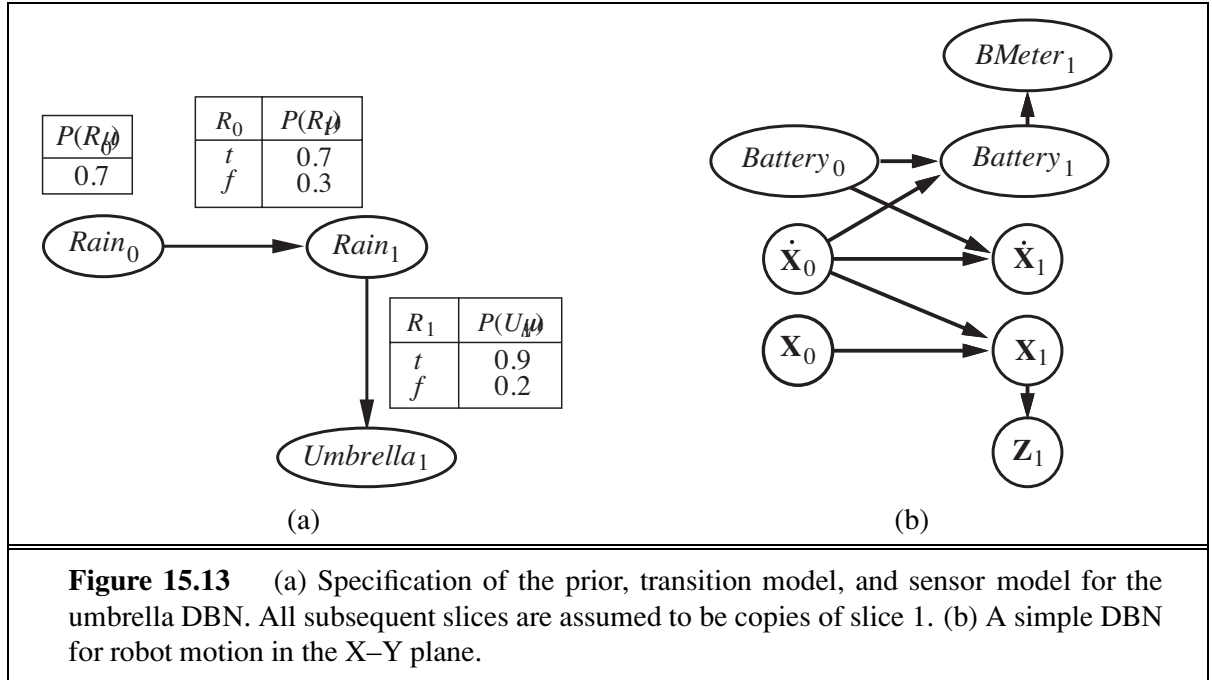 BMeter1
R0 P(R1)
t 0.7
f 0.3
P(R0)
0.7
Battery0
Battery1
Rain0
Rain1
Ẋ0
Ẋ1
R1 P(U1)
t 0.9
f 0.2
X0
X1
Umbrella1
Z1
(a)
(b)
Figure 15.13 (a) Specification of the prior, transition model, and sensor model for the
umbrella DBN. All subsequent slices are assumed to be copies of slice 1. (b) A simple DBN
for robot motion in the X–Y plane.